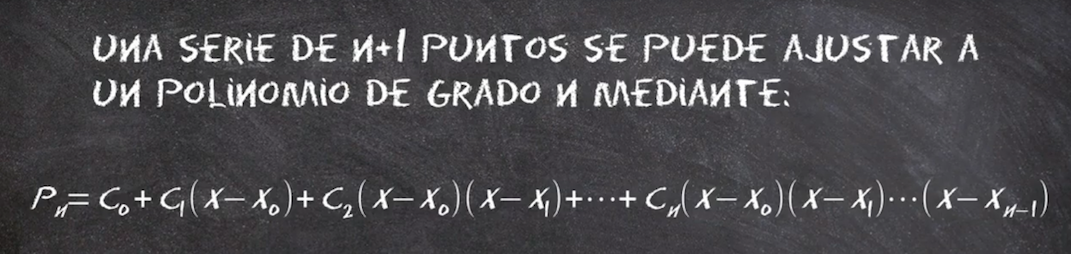 UNA SERIE DE N+1 PUNTOS SE PUEDE AJUSTAR A
UN POLINOMIO DE GRADO N MEDIANTE:
Pₙ= C₀+ C₁(X−X₀)+ C₂(X−X₀)(X−X₁)+···+ Cₙ(X−X₀)(X−X₁)···(X−Xₙ₋₁)